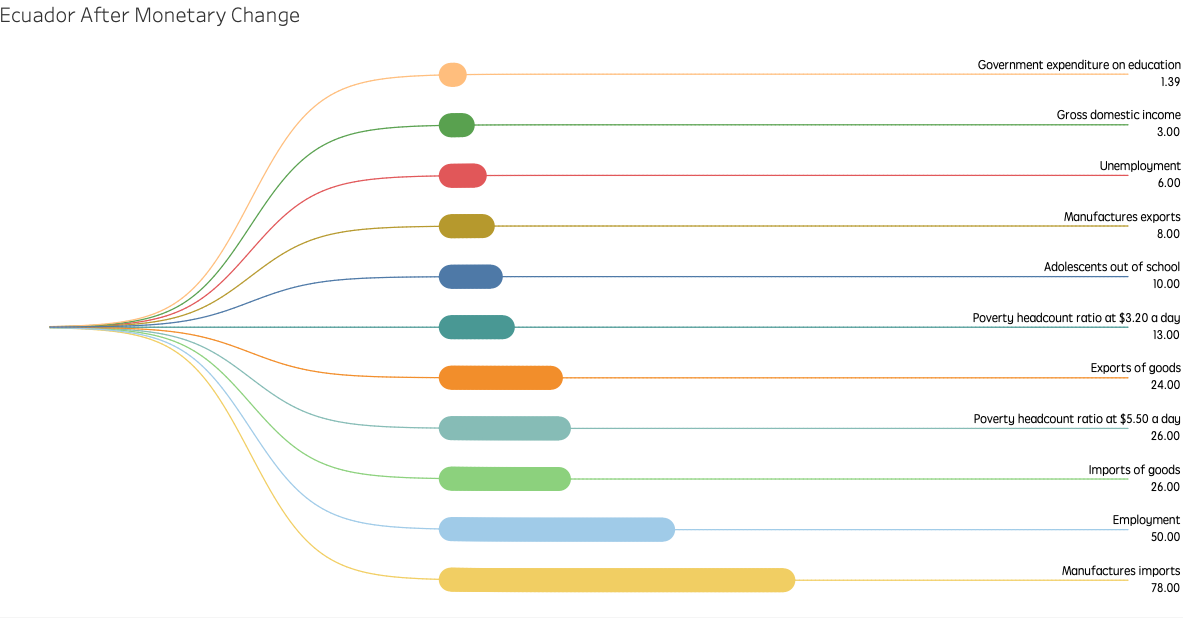 Ecuador After Monetary Change
Government expenditure on education
1.39
Gross domestic income
3.00
Unemployment
6.00
Manufactures exports
8.00
Adolescents out of school
10.00
Poverty headcount ratio at $3.20 a day
13.00
Exports of goods
24.00
Poverty headcount ratio at $5.50 a day
26.00
Imports of goods
26.00
Employment
50.00
Manufactures imports
78.00